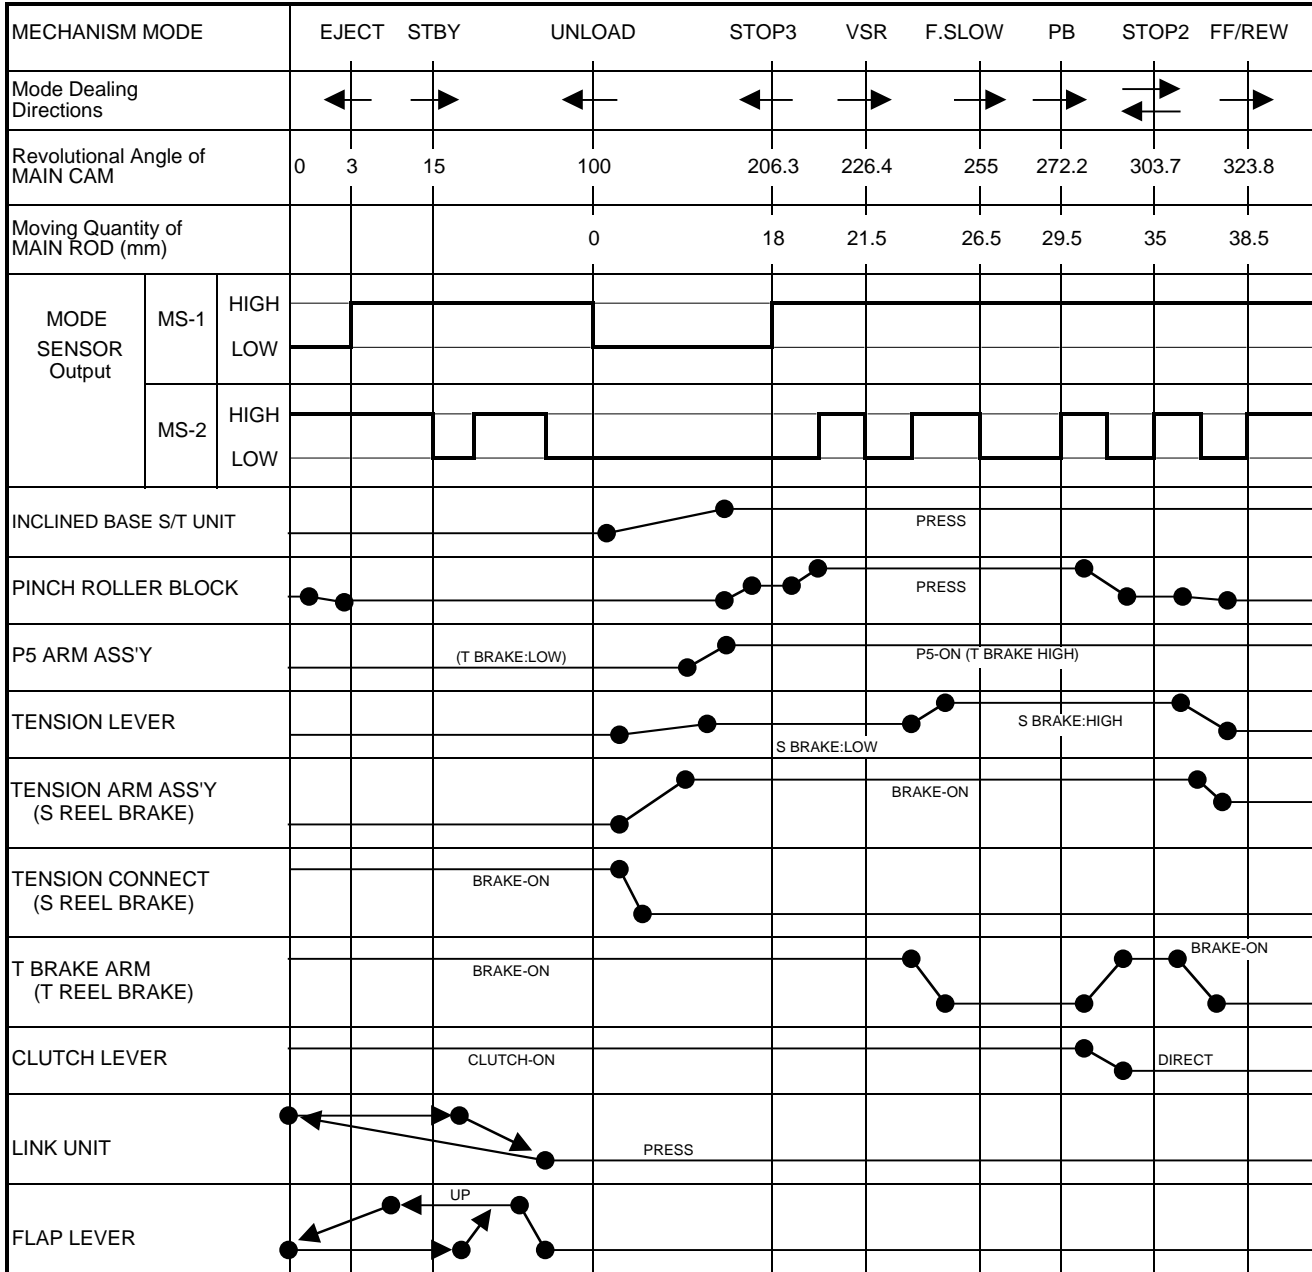 MECHANISM MODE EJECT STBY UNLOAD STOP3 VSR F.SLOW PB STOP2 FF/REW
Mode Dealing
Directions
Revolutional Angle of
MAIN CAM
0 3 15 100 206.3 226.4 255 272.2 303.7 323.8
Moving Quantity of
MAIN ROD (mm)
0 18 21.5 26.5 29.5 35 38.5
MODE
SENSOR
Output
MS-1
HIGH
LOW
MS-2
HIGH
LOW
INCLINED BASE S/T UNIT
PRESS
PINCH ROLLER BLOCK
PRESS
P5 ARM ASS'Y
(T BRAKE:LOW)
P5-ON (T BRAKE HIGH)
TENSION LEVER
S BRAKE:HIGH
S BRAKE:LOW
TENSION ARM ASS'Y
(S REEL BRAKE)
BRAKE-ON
TENSION CONNECT
(S REEL BRAKE)
BRAKE-ON
T BRAKE ARM
(T REEL BRAKE)
BRAKE-ON
BRAKE-ON
CLUTCH LEVER
CLUTCH-ON
DIRECT
LINK UNIT
PRESS
FLAP LEVER
UP